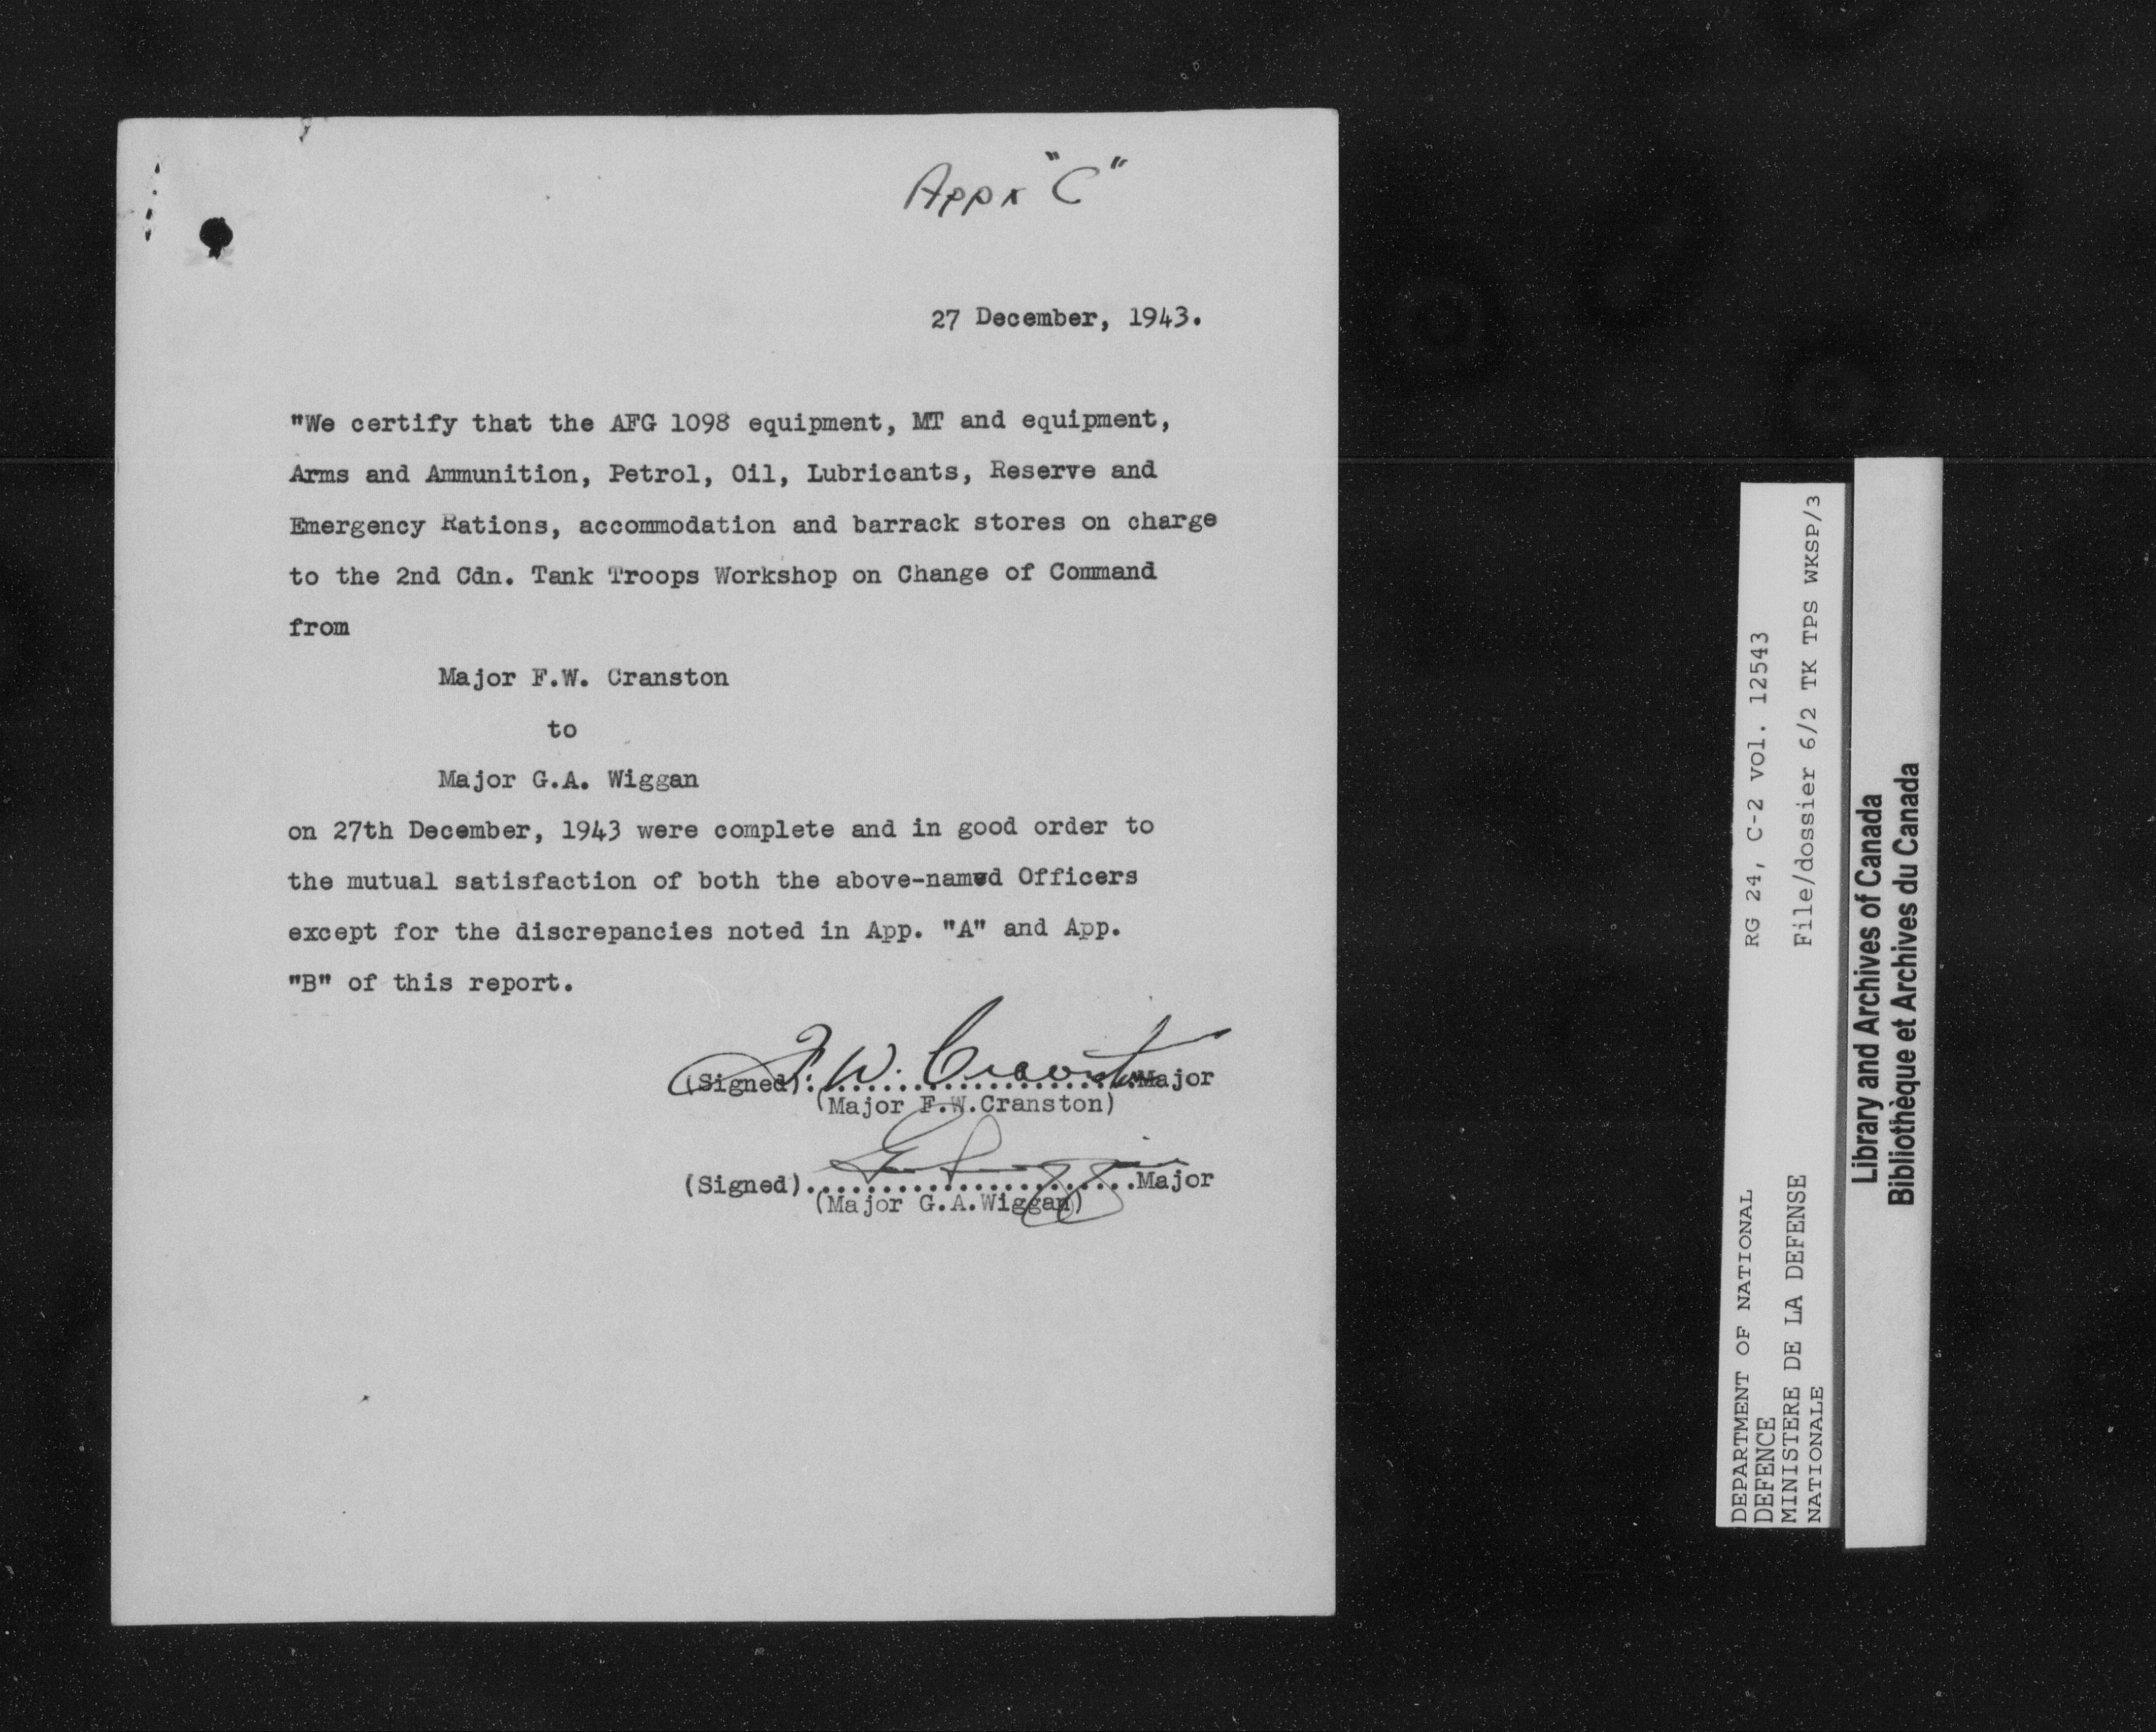 Appx "C"
27 December, 1943.
"We certify that the AFG 1098 equipment, MT and equipment,
Arms and Ammunition, Petrol, Oil, Lubricants, Reserve and
Emergency Rations, accommodation and barrack stores on charge
to the 2nd Cdn. Tank Troops Workshop on Change of Command
from
Major F.W. Cranston
to
Major G.A. Wiggan
on 27th December, 1943 were complete and in good order to
the mutual satisfaction of both the above-named Officers
except for the discrepancies noted in App. "A" and App.
"B" of this report.
(Signed): F.W. Cranston Major
(Major F.W.Cranston)
(Signed)..........................Major
(Major G.A.Wiggan)
RG 24, C-2 vol. 12543
File/dossier 6/2 TK TPS WKSP/3
DEPARTMENT OF NATIONAL
DEFENCE
MINISTERE DE LA DEFENSE
NATIONALE
Library and Archives of Canada
Bibliothèque et Archives du Canada